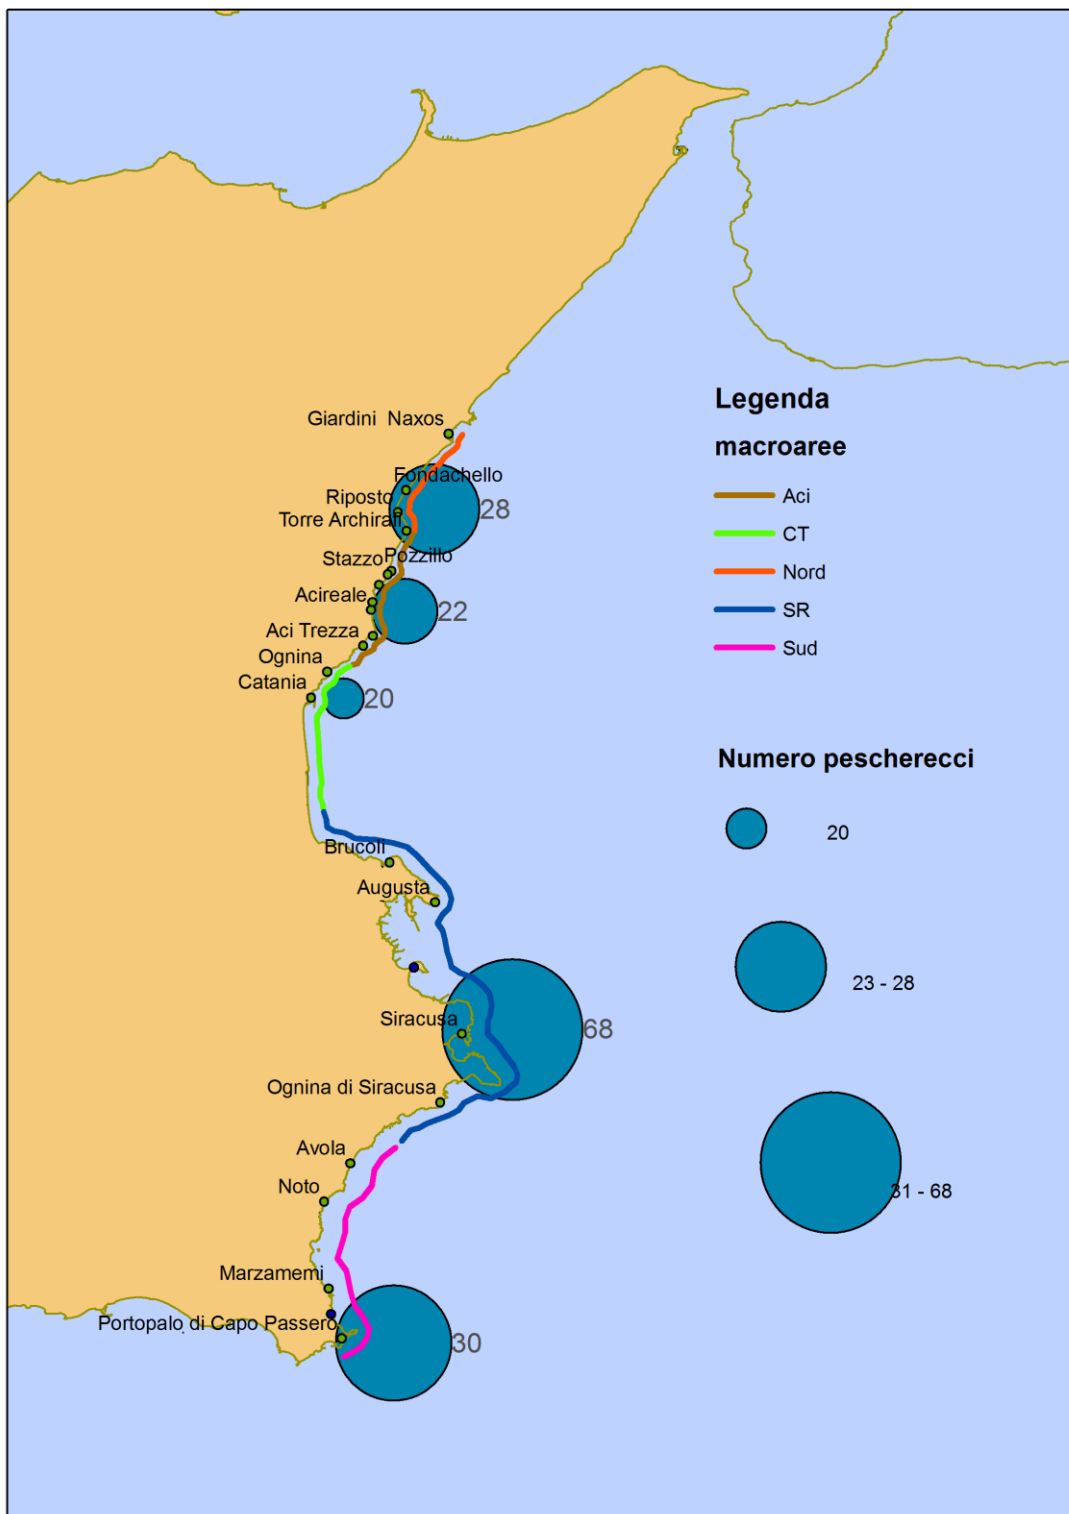 Giardini  Naxos
Fondachello
Riposto
28
Torre Archirafi
Pozzillo
Stazzo
Acireale
22
Aci Trezza
Ognina
Catania
20
Brucoli
Augusta
Siracusa
68
Ognina di Siracusa
Avola
Noto
Marzamemi
Portopalo di Capo Passero
30
Legenda
macroaree
Aci
CT
Nord
SR
Sud
Numero pescherecci
20
23 - 28
31 - 68